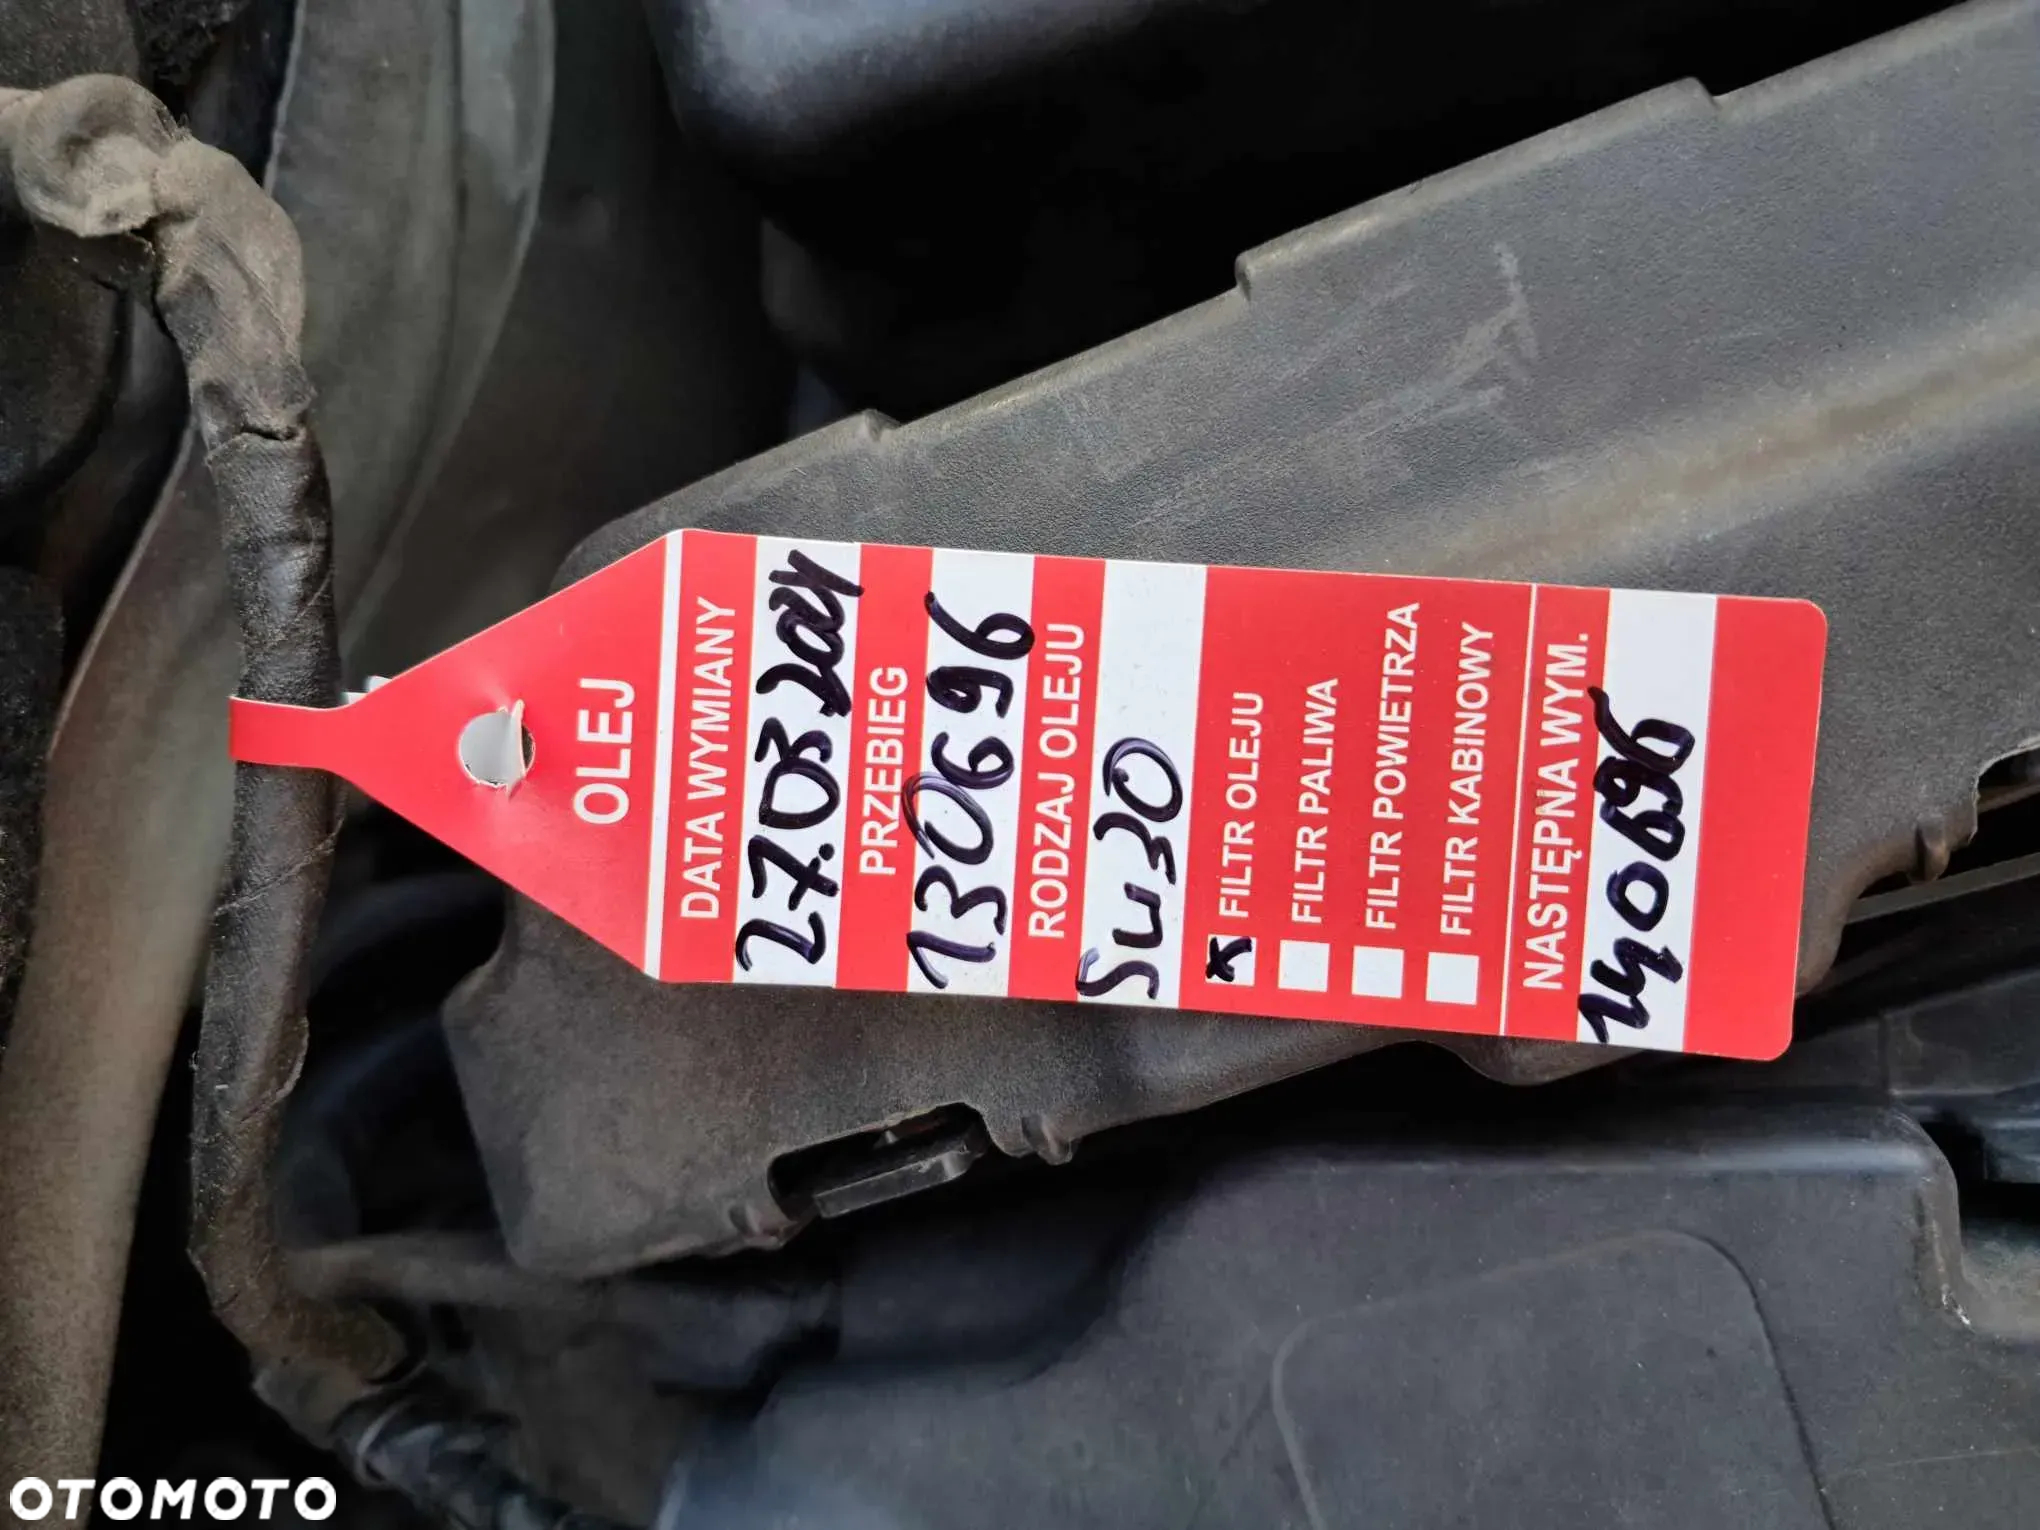 OLEJ
DATA WYMIANY
27.03.2024
PRZEBIEG
130696
RODZAJ OLEJU
5w30
x FILTR OLEJU
FILTR PALIWA
FILTR POWIETRZA
FILTR KABINOWY
NASTĘPNA WYM.
140696
OTOMOTO